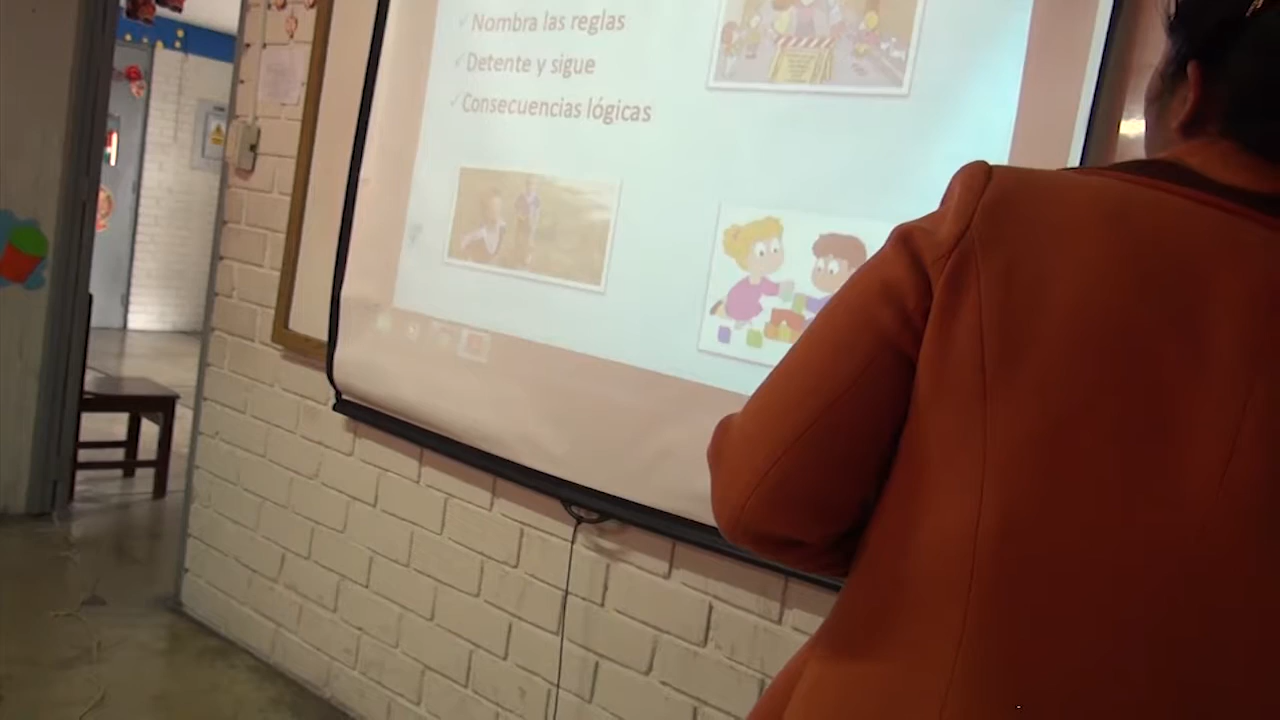 ✓Nombra las reglas
✓Detente y sigue
✓Consecuencias lógicas